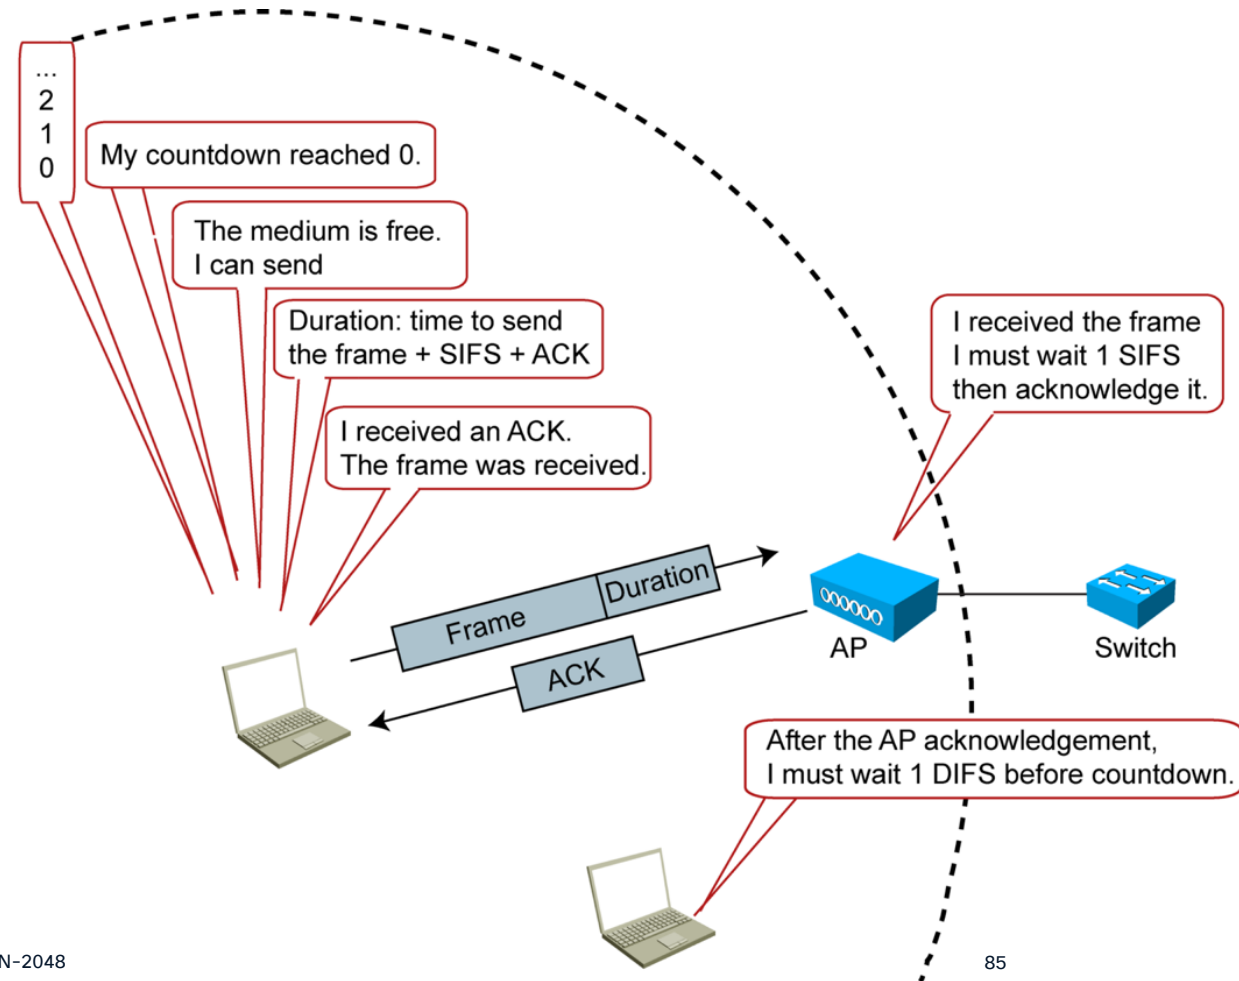 ...
2
1
0
My countdown reached 0.
The medium is free.
I can send
Duration: time to send
the frame + SIFS + ACK
I received an ACK.
The frame was received.
I received the frame
I must wait 1 SIFS
then acknowledge it.
Frame
Duration
ACK
AP
Switch
After the AP acknowledgement,
I must wait 1 DIFS before countdown.
N-2048
85